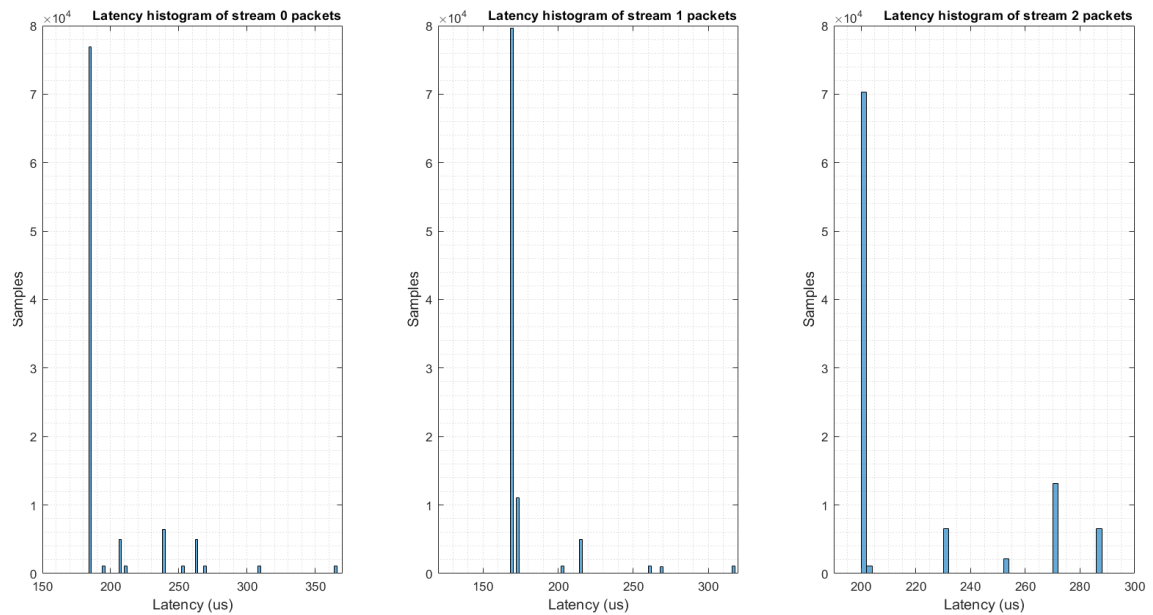 Latency histogram of stream 0 packets
×10⁴
8
7
6
5
4
3
2
1
0
Samples
150 200 250 300 350
Latency (us)
Latency histogram of stream 1 packets
×10⁴
8
7
6
5
4
3
2
1
0
Samples
150 200 250 300
Latency (us)
Latency histogram of stream 2 packets
×10⁴
8
7
6
5
4
3
2
1
0
Samples
200 220 240 260 280 300
Latency (us)